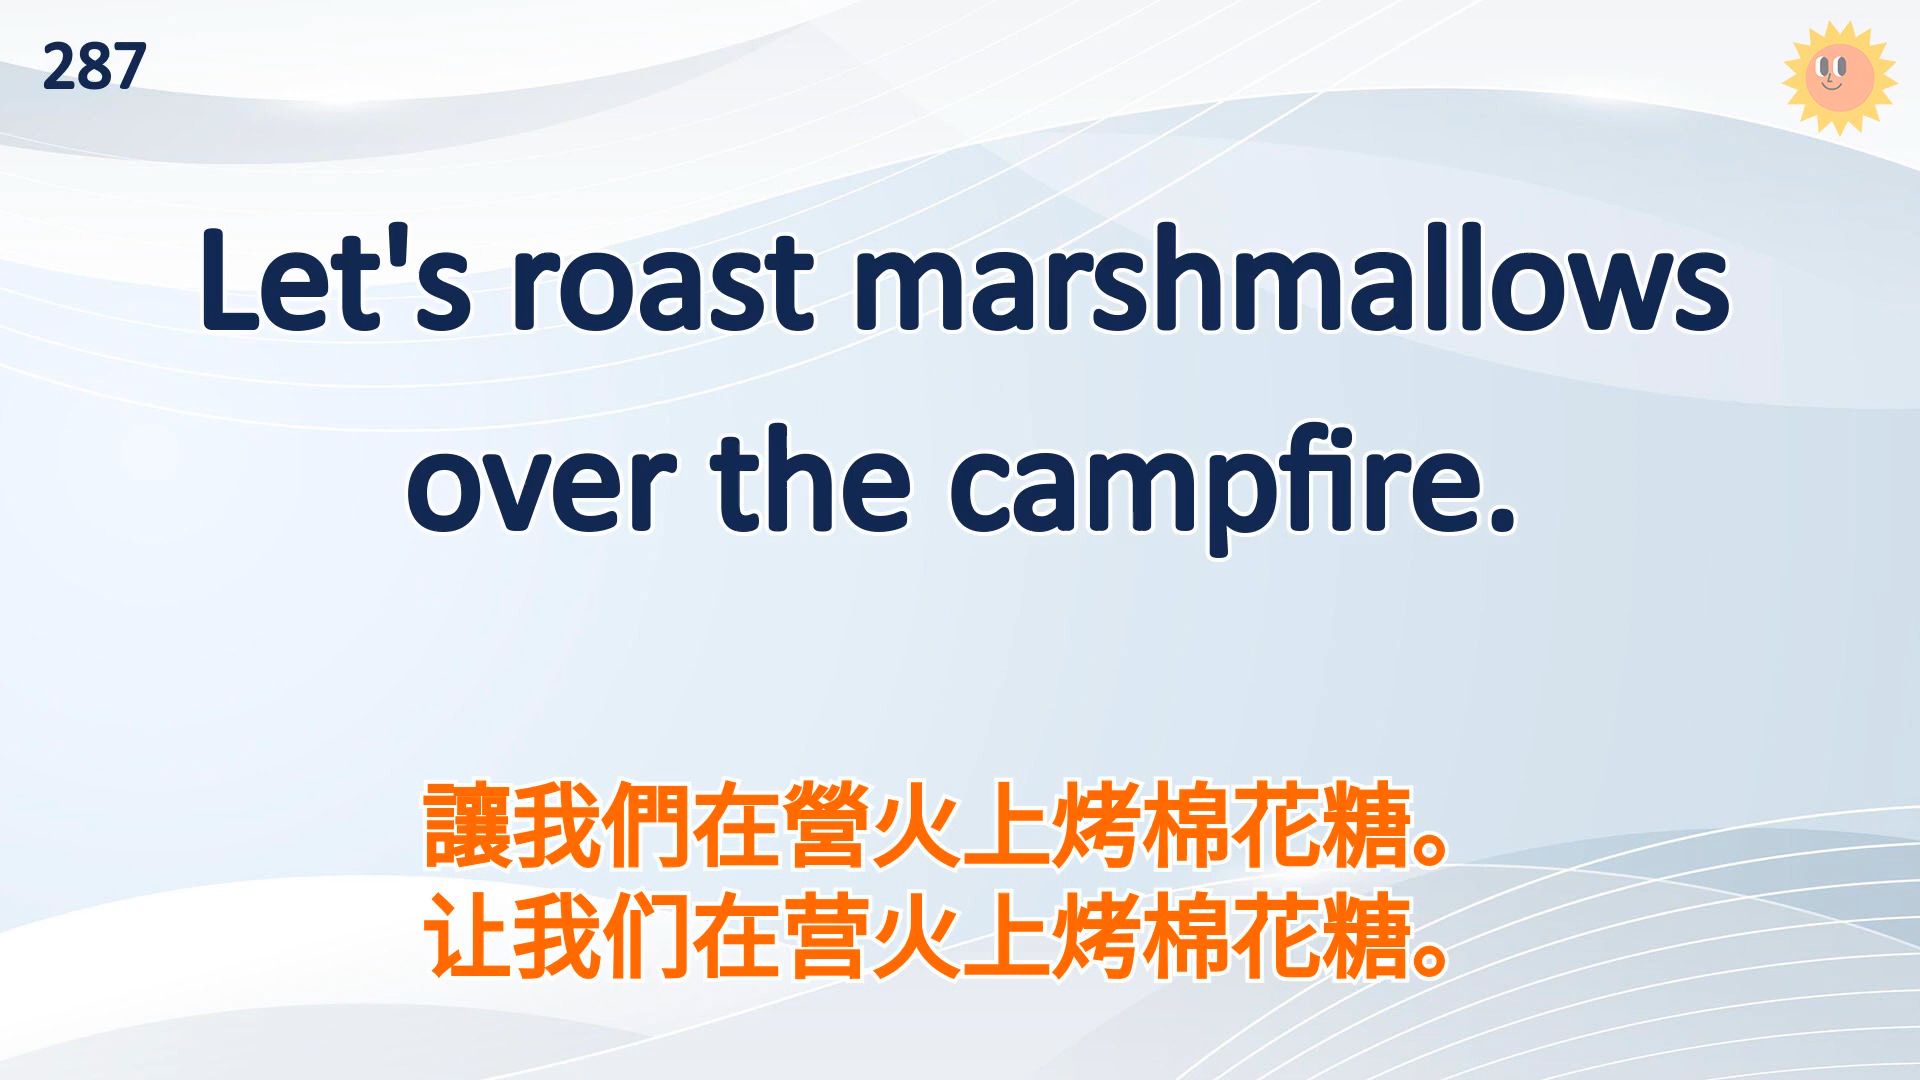 287
Let's roast marshmallows
over the campfire.
讓我們在營火上烤棉花糖。
让我们在营火上烤棉花糖。